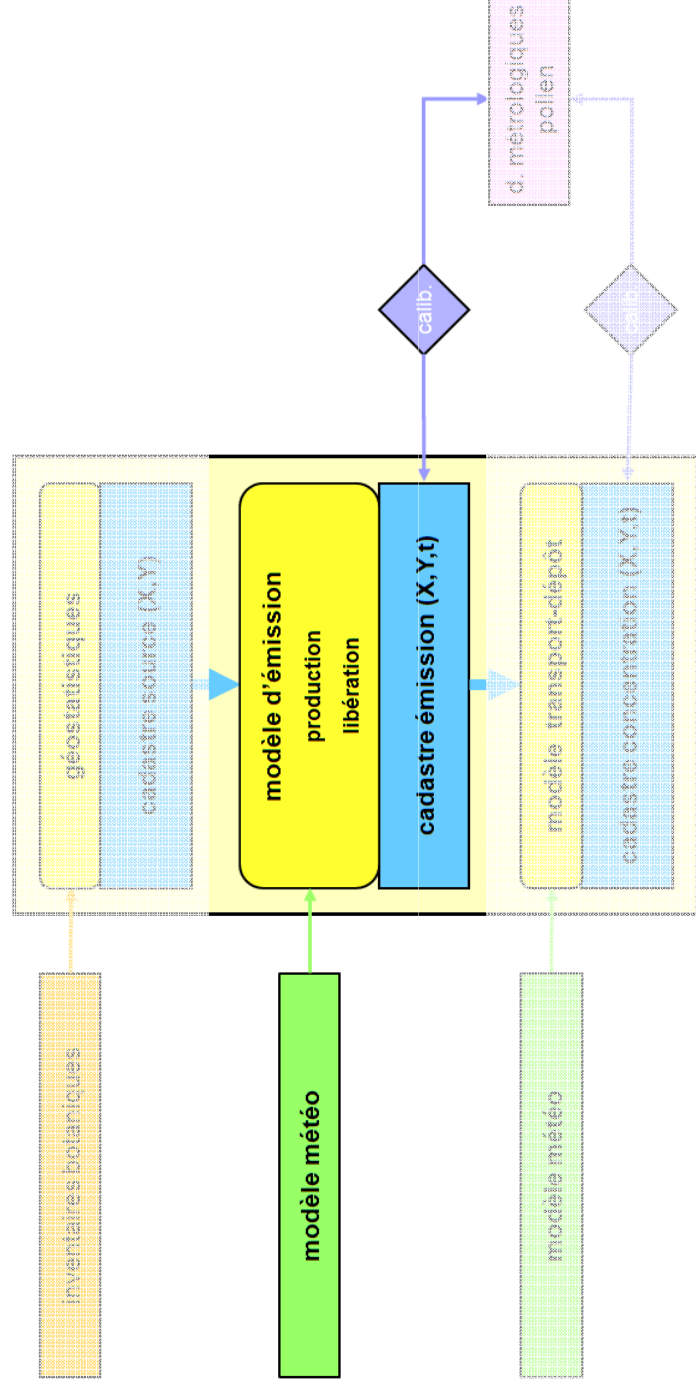 inventaires botaniques
géostatistiques
cadastre source (X,Y)
modèle météo
modèle d'émission
production
libération
cadastre émission (X,Y,t)
calib.
d. métrologiques
pollen
modèle météo
modèle transport-dépôt
cadastre concentration (X,Y,t)
calib.